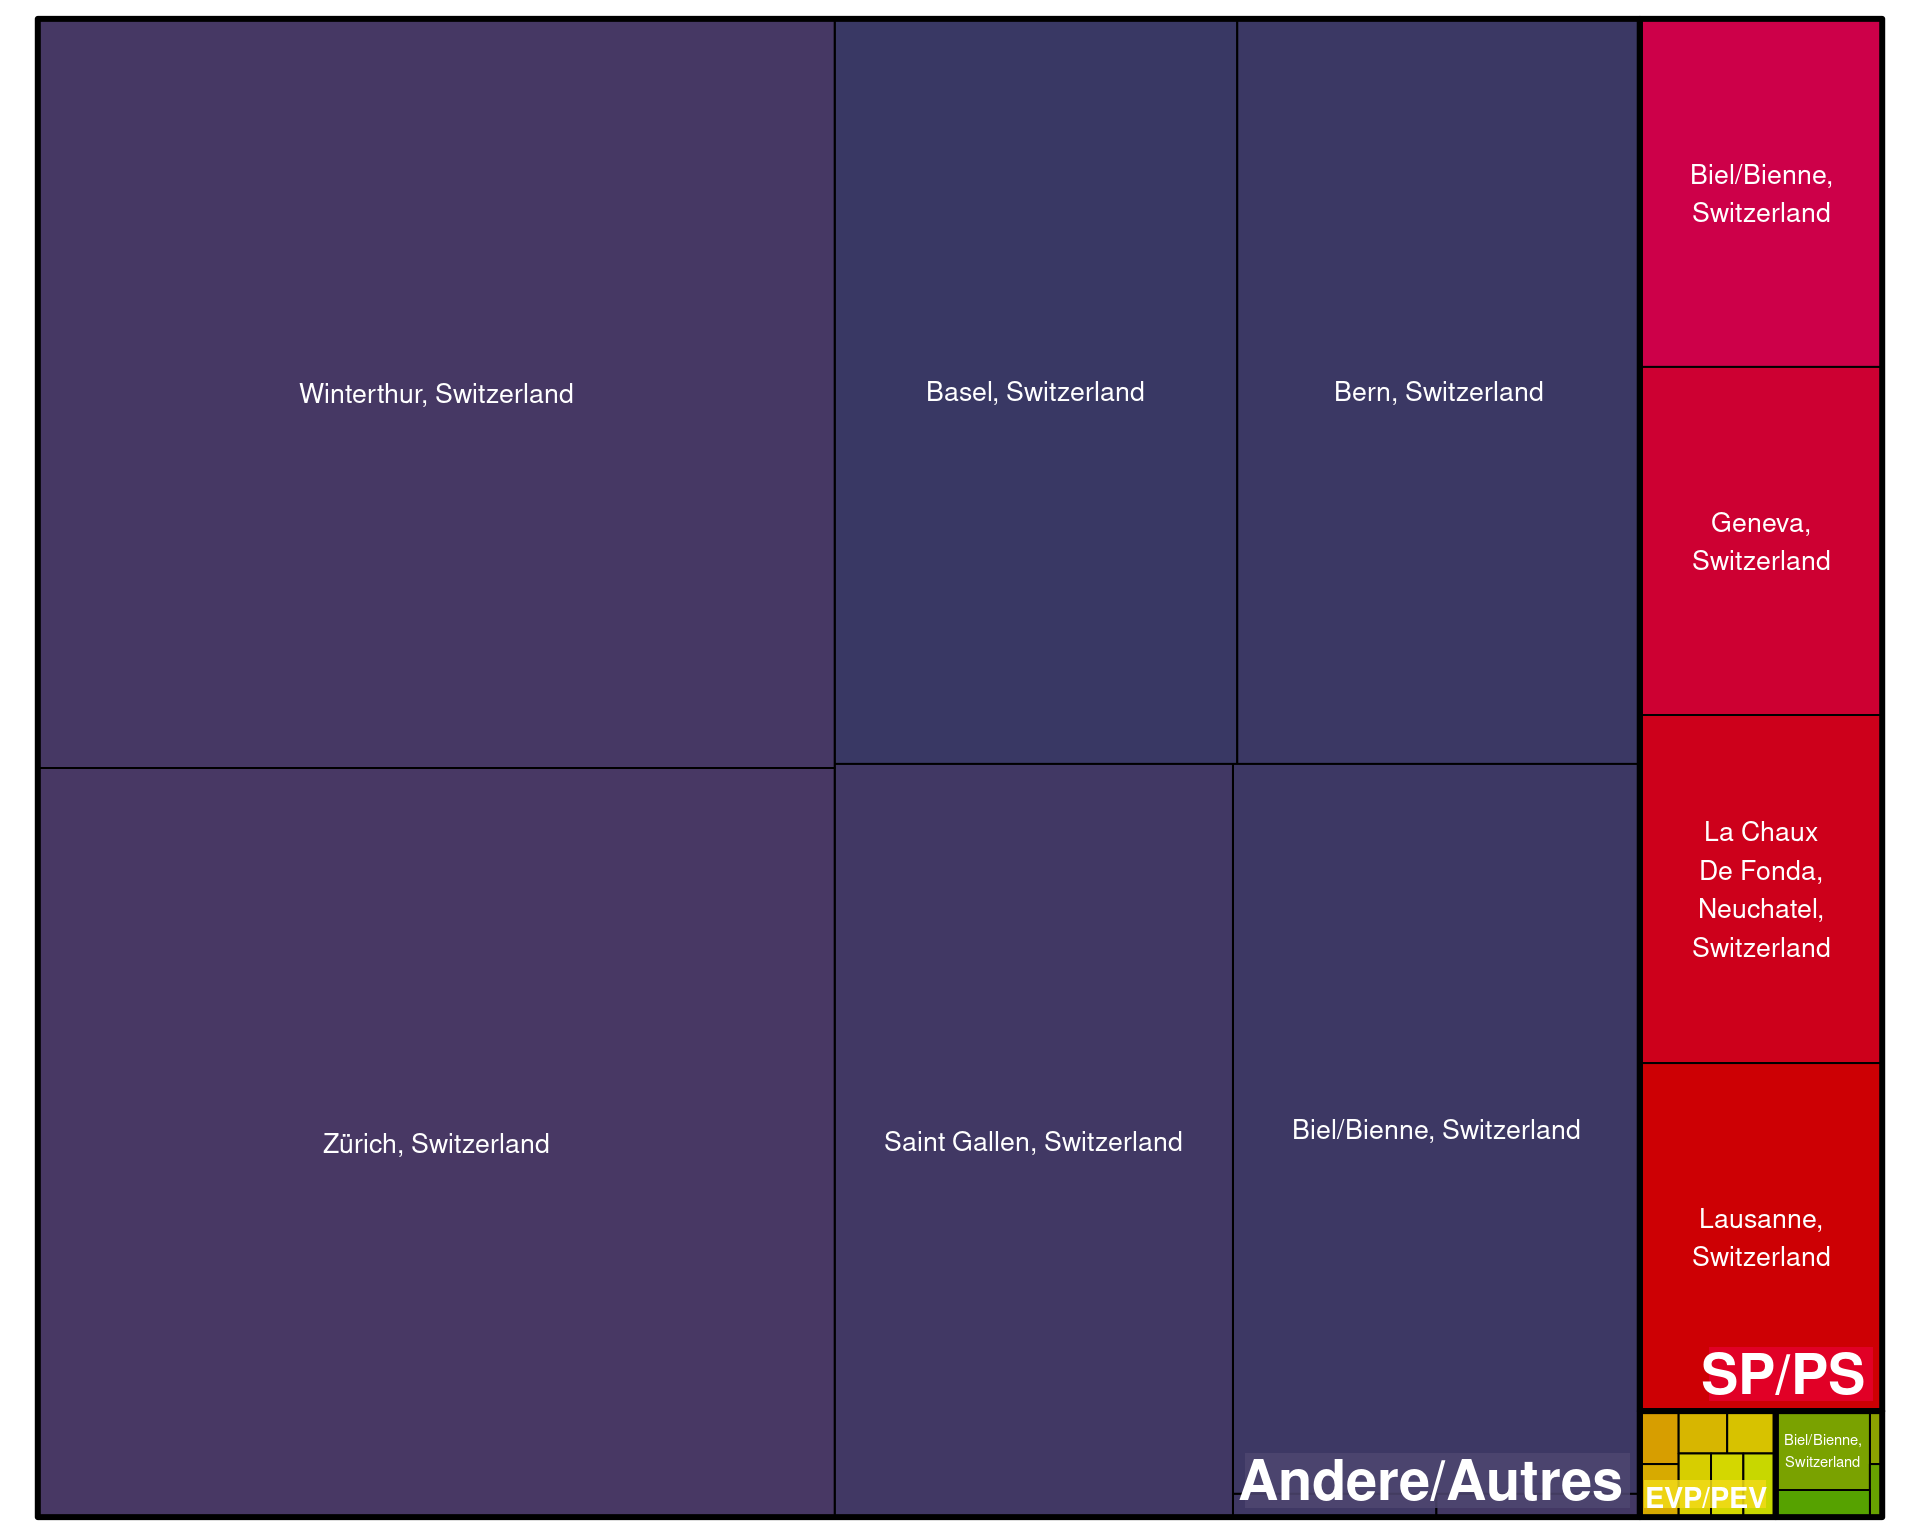 Winterthur, Switzerland
Basel, Switzerland
Bern, Switzerland
Biel/Bienne,
Switzerland
Geneva,
Switzerland
La Chaux
De Fonda,
Neuchatel,
Switzerland
Zürich, Switzerland
Saint Gallen, Switzerland
Biel/Bienne, Switzerland
Lausanne,
Switzerland
SP/PS
Andere/Autres
EVP/PEV
Biel/Bienne,
Switzerland